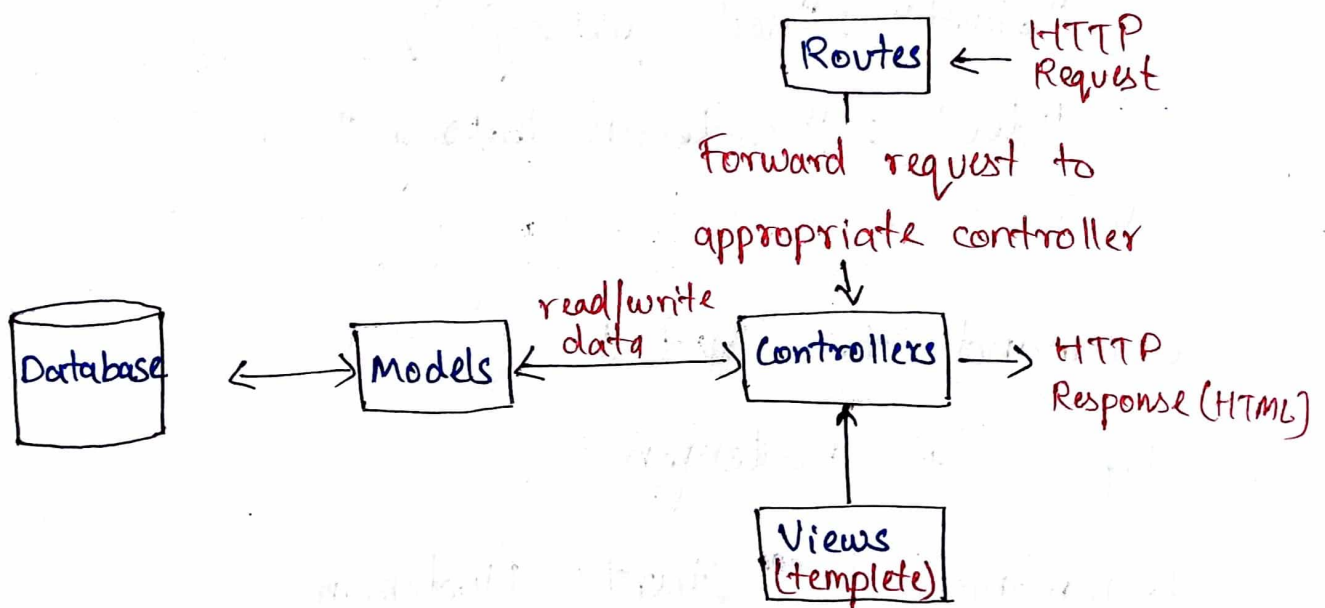 Routes
HTTP
Request
Forward request to
appropriate controller
read/write
data
Database
Models
Controllers
HTTP
Response (HTML)
Views
(templete)